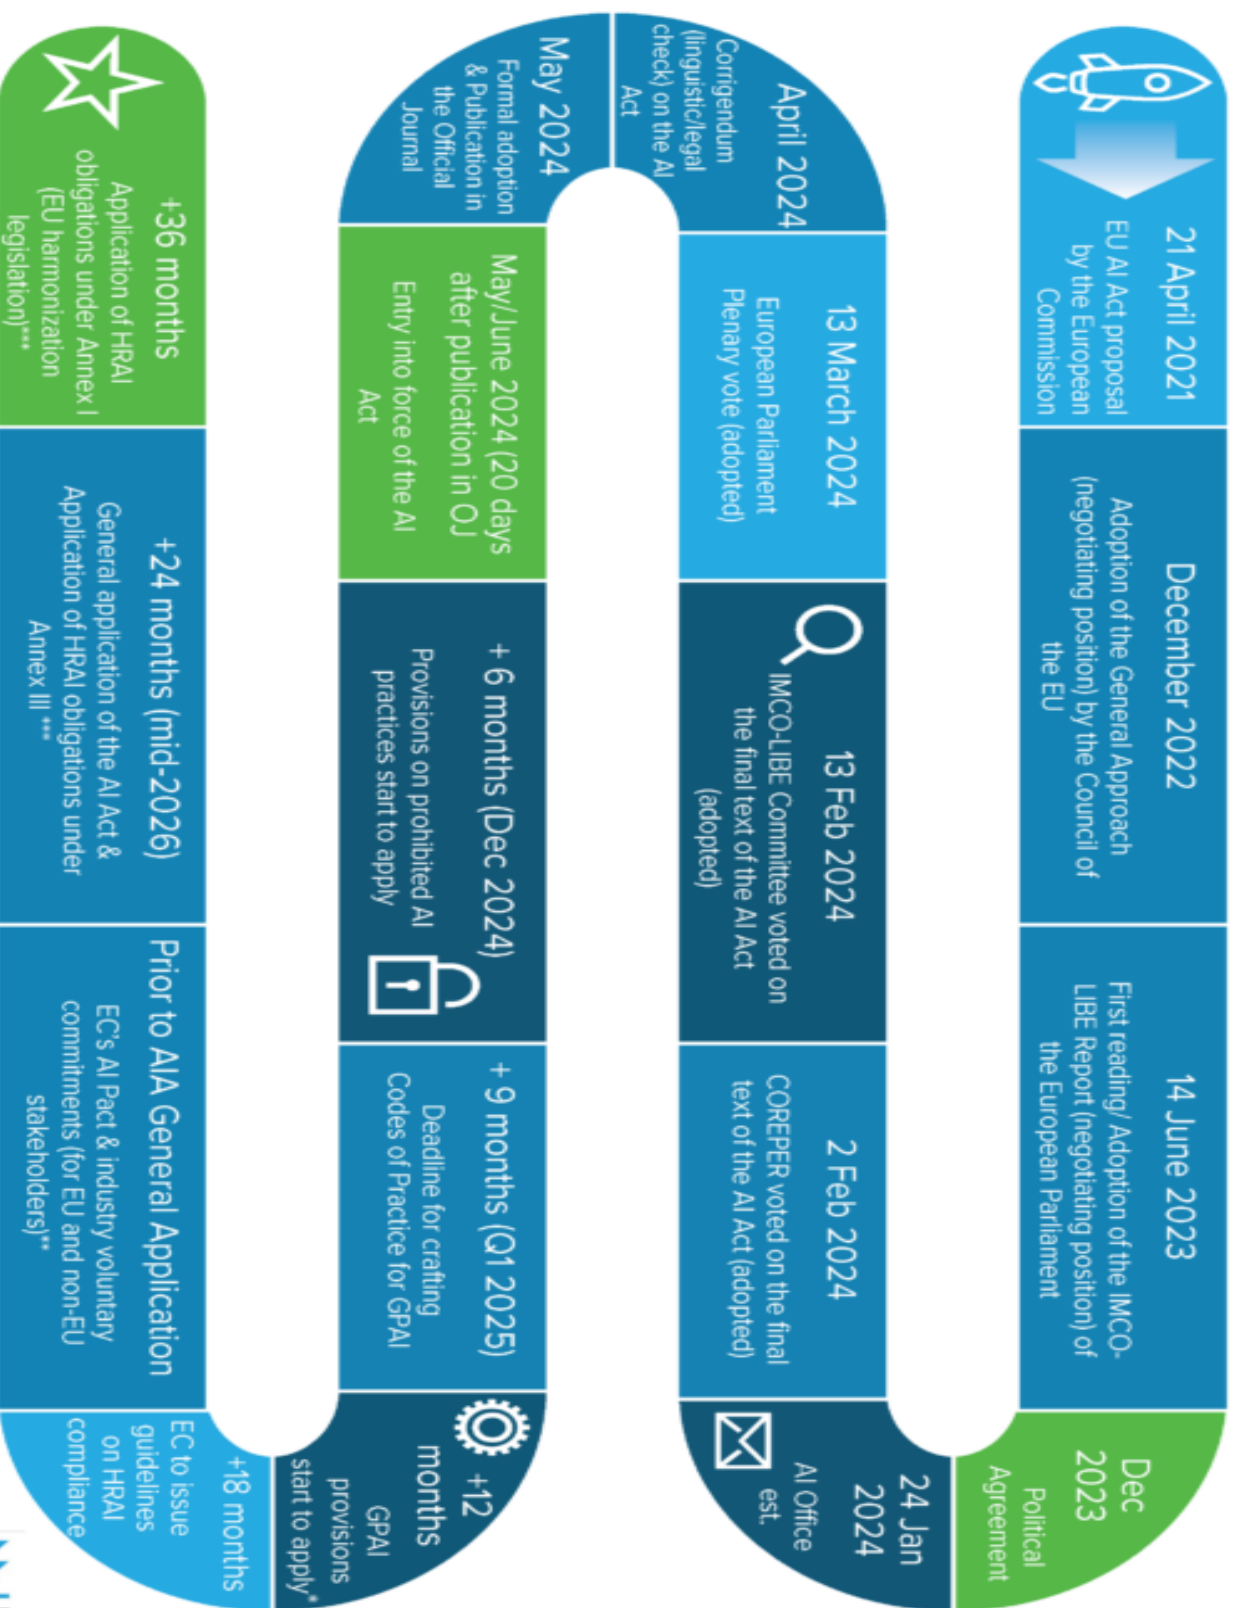 21 April 2021
EU AI Act proposal
by the European
Commission
December 2022
Adoption of the General Approach
(negotiating position) by the Council of
the EU
14 June 2023
First reading/ Adoption of the IMCO-
LIBE Report (negotiating position) of
the European Parliament
Dec
2023
Political
Agreement
24 Jan
2024
AI Office
est.
2 Feb 2024
COREPER voted on the final
text of the AI Act (adopted)
13 Feb 2024
IMCO-LIBE Committee voted on
the final text of the AI Act
(adopted)
13 March 2024
European Parliament
Plenary vote (adopted)
April 2024
Corrigendum
(linguistic/legal
check) on the AI
Act
May 2024
Formal adoption
& Publication in
the Official
Journal
May/June 2024 (20 days
after publication in OJ
Entry into force of the AI
Act
+ 6 months (Dec 2024)
Provisions on prohibited AI
practices start to apply
+ 9 months (Q1 2025)
Deadline for crafting
Codes of Practice for GPAI
+12
months
GPAI
provisions
start to apply*
+18 months
EC to issue
guidelines
on HRAI
compliance
Prior to AIA General Application
EC's AI Pact & industry voluntary
commitments (for EU and non-EU
stakeholders)**
+24 months (mid-2026)
General application of the AI Act &
Application of HRAI obligations under
Annex III ***
+36 months
Application of HRAI
obligations under Annex I
(EU harmonization
legislation)***